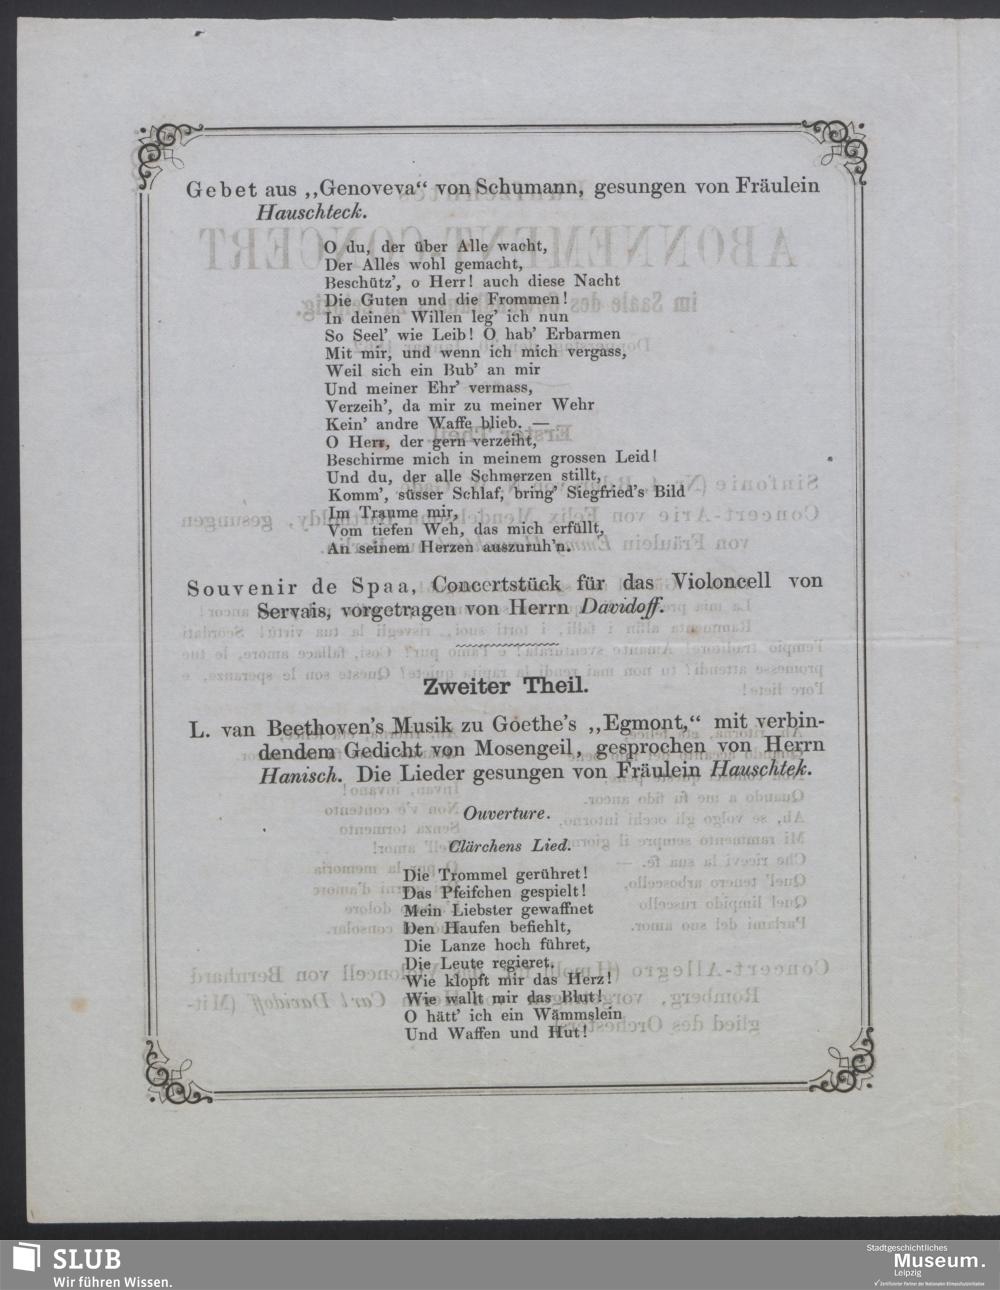 Gebet aus „Genoveva“ von Schumann, gesungen von Fräulein
Hauschteck.
O du, der über Alle wacht,
Der Alles wohl gemacht,
Beschütz', o Herr! auch diese Nacht
Die Guten und die Frommen!
In deinen Willen leg' ich nun
So Seel' wie Leib! O hab' Erbarmen
Mit mir, und wenn ich mich vergass,
Weil sich ein Bub' an mir
Und meiner Ehr' vermass,
Verzeih', da mir zu meiner Wehr
Kein' andre Waffe blieb. —
O Herr, der gern verzeiht,
Beschirme mich in meinem grossen Leid!
Und du, der alle Schmerzen stillt,
Komm', süsser Schlaf, bring' Siegfried's Bild
Im Traume mir,
Vom tiefen Weh, das mich erfüllt,
An seinem Herzen auszuruh'n.
Souvenir de Spaa, Concertstück für das Violoncell von
Servais, vorgetragen von Herrn Davidoff.
Zweiter Theil.
L. van Beethoven's Musik zu Goethe's „Egmont,“ mit verbin-
dendem Gedicht von Mosengeil, gesprochen von Herrn
Hanisch. Die Lieder gesungen von Fräulein Hauschtek.
Ouverture.
Clärchens Lied.
Die Trommel gerühret!
Das Pfeifchen gespielt!
Mein Liebster gewaffnet
Den Haufen befiehlt,
Die Lanze hoch führet,
Die Leute regieret.
Wie klopft mir das Herz!
Wie wallt mir das Blut!
O hätt' ich ein Wämmslein
Und Waffen und Hut!
SLUB
Wir führen Wissen.
Stadtgeschichtliches
Museum.
Leipzig
Zertifizierter Partner der Nationalen Klimaschutzinitiative